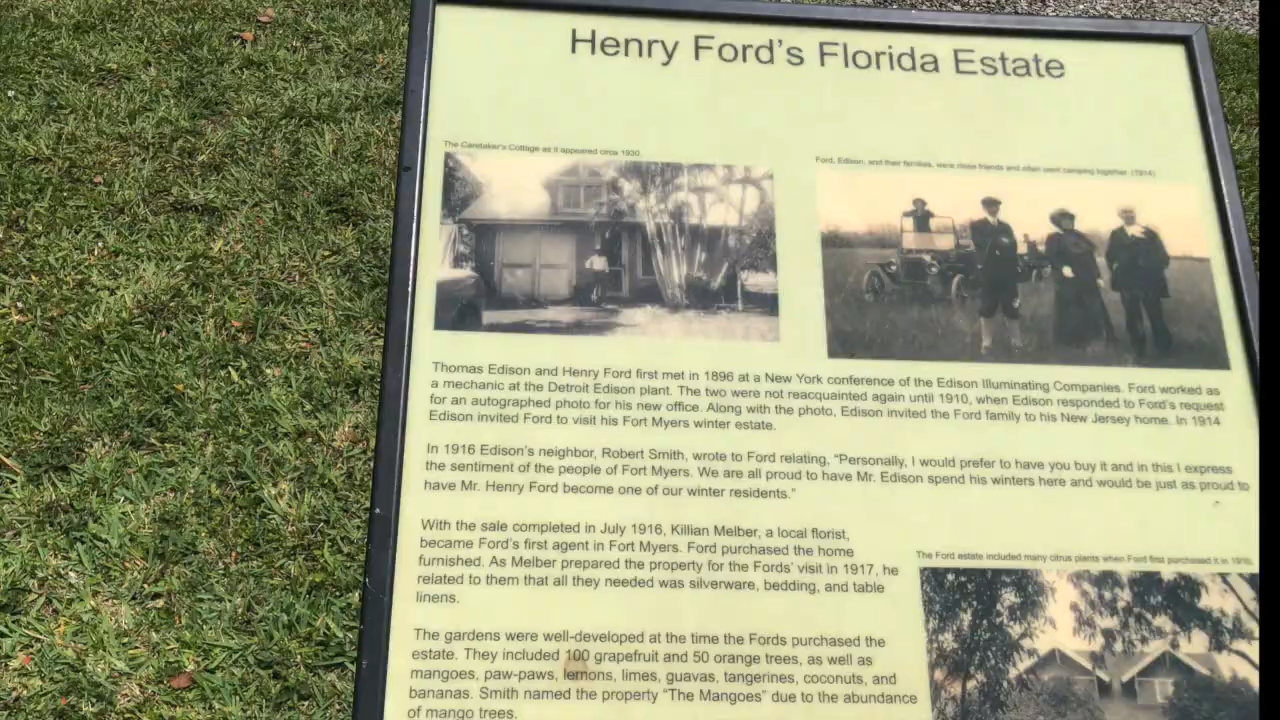 Henry Ford's Florida Estate
The Caretaker's Cottage as it appeared circa 1930.
Ford, Edison, and their families, were close friends and often went camping together. (1914)
Thomas Edison and Henry Ford first met in 1896 at a New York conference of the Edison Illuminating Companies. Ford worked as
a mechanic at the Detroit Edison plant. The two were not reacquainted again until 1910, when Edison responded to Ford's request
for an autographed photo for his new office. Along with the photo, Edison invited the Ford family to his New Jersey home. In 1914
Edison invited Ford to visit his Fort Myers winter estate.
In 1916 Edison's neighbor, Robert Smith, wrote to Ford relating, "Personally, I would prefer to have you buy it and in this I express
the sentiment of the people of Fort Myers. We are all proud to have Mr. Edison spend his winters here and would be just as proud to
have Mr. Henry Ford become one of our winter residents."
With the sale completed in July 1916, Killian Melber, a local florist,
became Ford's first agent in Fort Myers. Ford purchased the home
furnished. As Melber prepared the property for the Fords' visit in 1917, he
related to them that all they needed was silverware, bedding, and table
linens.
The Ford estate included many citrus plants when Ford first purchased it in 1916.
The gardens were well-developed at the time the Fords purchased the
estate. They included 100 grapefruit and 50 orange trees, as well as
mangoes, paw-paws, lemons, limes, guavas, tangerines, coconuts, and
bananas. Smith named the property "The Mangoes" due to the abundance
of mango trees.